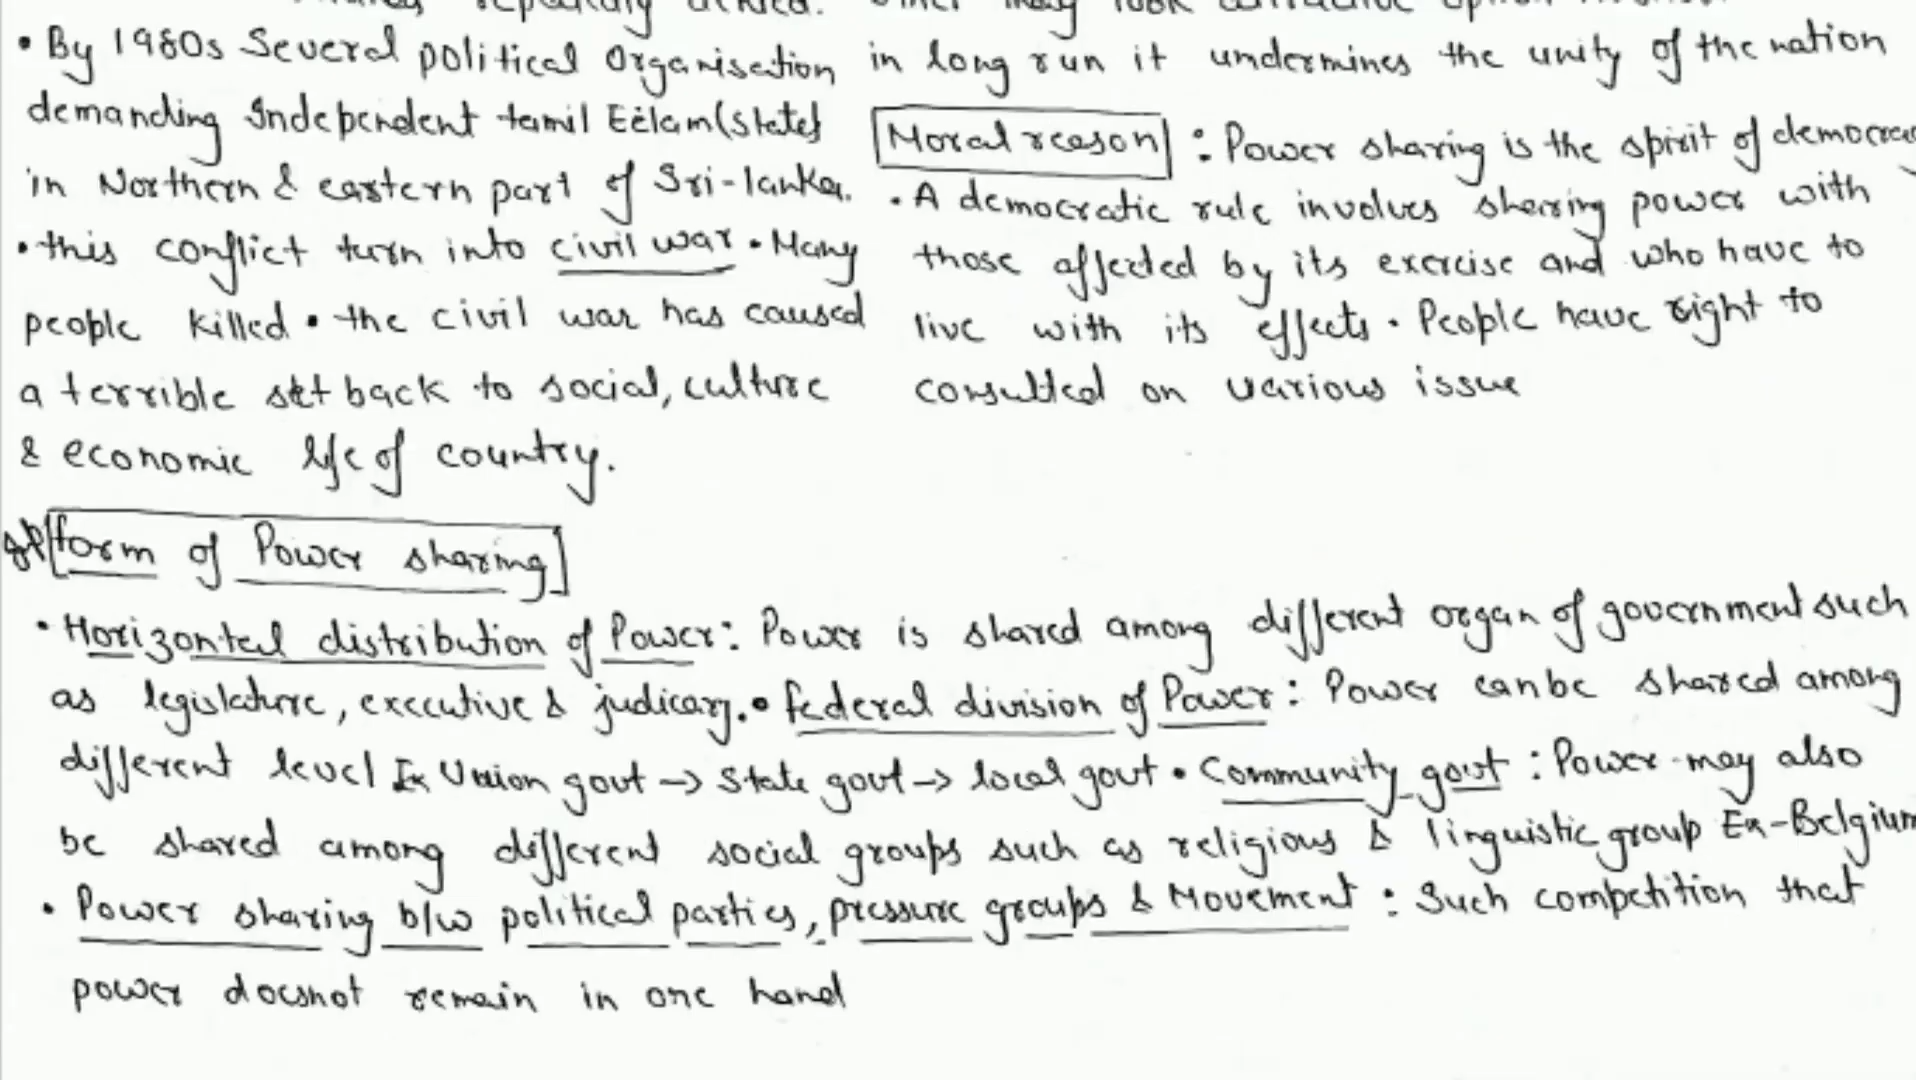 • By 1980s Several political Organisation
demanding Independent tamil Eelam(state)
in Northern & eastern part of Sri-lanka.
• this conflict turn into civil war • Many
people killed • the civil war has caused
a terrible set back to social, culture
& economic life of country.
in long run it undermines the unity of the nation
Moral reason : Power sharing is the spirit of democrac
• A democratic rule involves sharing power with
those affected by its exercise and who have to
live with its effects • People have right to
consulted on various issue
form of Power sharing
• Horizontal distribution of Power: Power is shared among different organ of government such
as legislature, executive & judicary. • federal division of Power: Power can be shared among
different level Ex Union govt → State govt → local govt • Community govt : Power may also
be shared among different social groups such as religious & linguistic group Ex-Belgium
• Power sharing b/w political parties, pressure groups & Movement : Such competition that
power doesnot remain in one hand